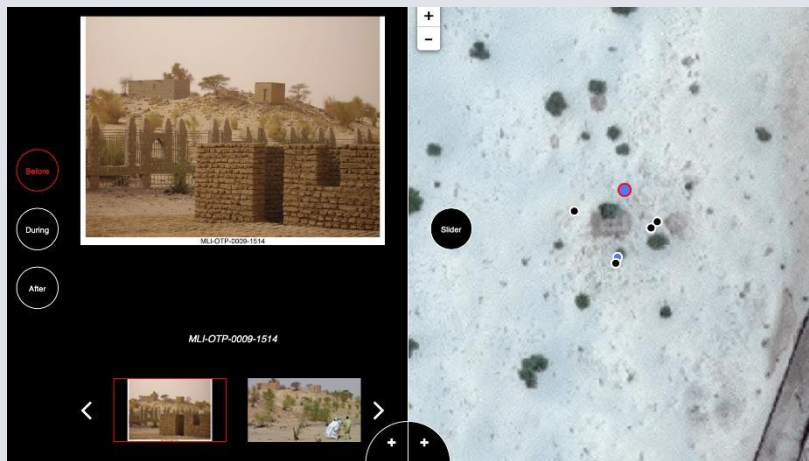 +
-
Before
MLI-OTP-0009-1514
During
Slider
After
MLI-OTP-0009-1514
+ +